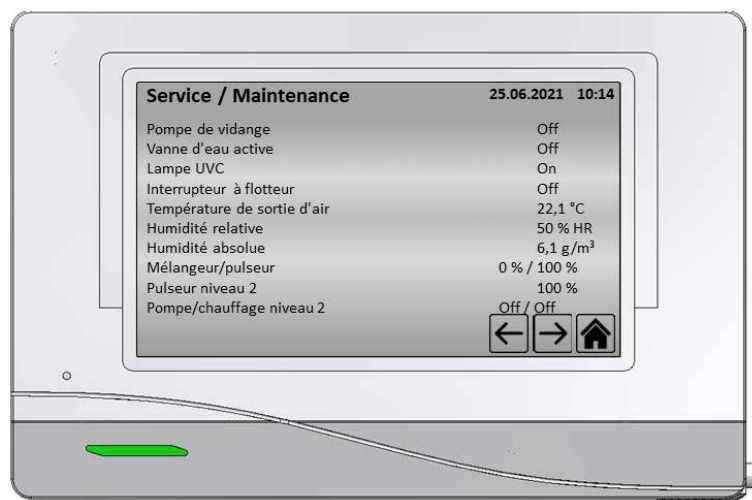 Service / Maintenance 25.06.2021 10:14
Pompe de vidange Off
Vanne d'eau active Off
Lampe UVC On
Interrupteur à flotteur Off
Température de sortie d'air 22,1 °C
Humidité relative 50 % HR
Humidité absolue 6,1 g/m³
Mélangeur/pulseur 0 % / 100 %
Pulseur niveau 2 100 %
Pompe/chauffage niveau 2 Off / Off